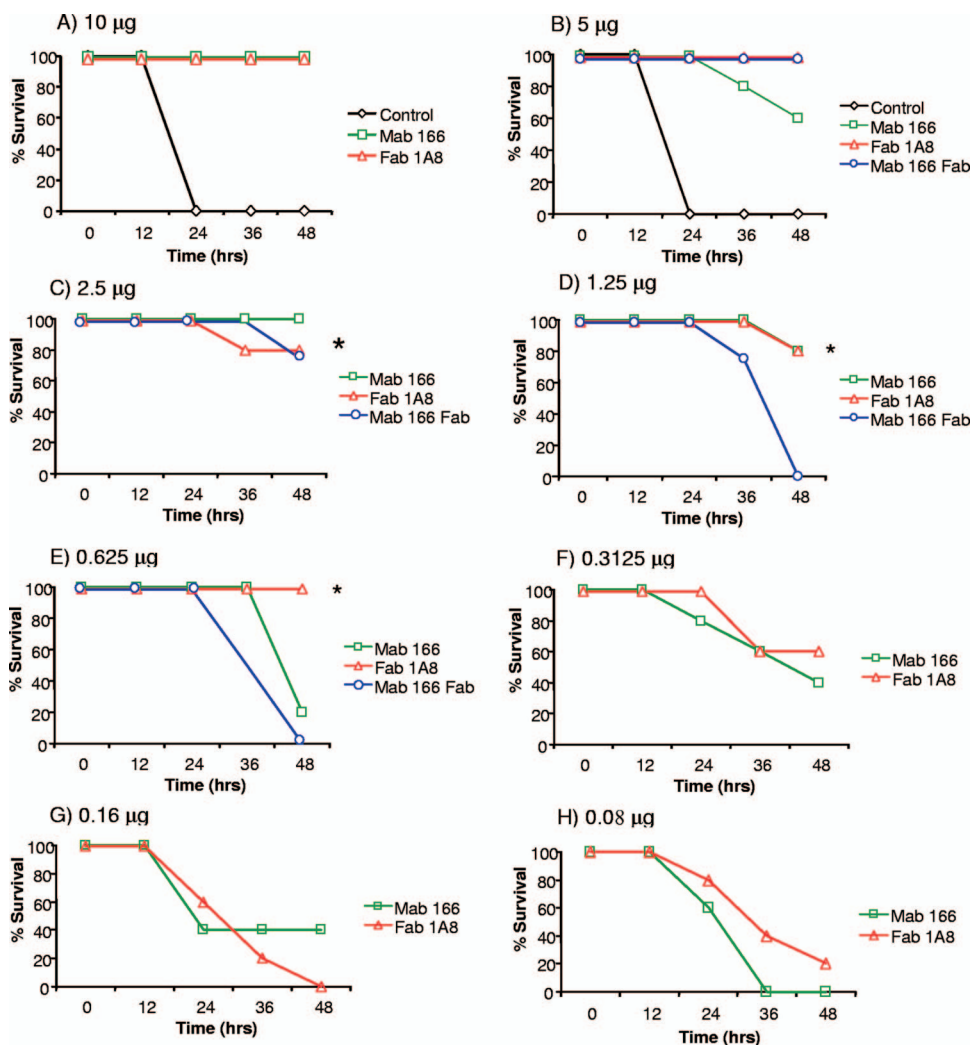 A) 10 µg
% Survival
100
80
60
40
20
0
0 12 24 36 48
Time (hrs)
Control
Mab 166
Fab 1A8
B) 5 µg
% Survival
100
80
60
40
20
0
0 12 24 36 48
Time (hrs)
Control
Mab 166
Fab 1A8
Mab 166 Fab
C) 2.5 µg
% Survival
100
80
60
40
20
0
0 12 24 36 48
Time (hrs)
*
Mab 166
Fab 1A8
Mab 166 Fab
D) 1.25 µg
% Survival
100
80
60
40
20
0
0 12 24 36 48
Time (hrs)
*
Mab 166
Fab 1A8
Mab 166 Fab
E) 0.625 µg
% Survival
100
80
60
40
20
0
0 12 24 36 48
Time (hrs)
*
Mab 166
Fab 1A8
Mab 166 Fab
F) 0.3125 µg
% Survival
100
80
60
40
20
0
0 12 24 36 48
Time (hrs)
Mab 166
Fab 1A8
G) 0.16 µg
% Survival
100
80
60
40
20
0
0 12 24 36 48
Time (hrs)
Mab 166
Fab 1A8
H) 0.08 µg
% Survival
100
80
60
40
20
0
0 12 24 36 48
Time (hrs)
Mab 166
Fab 1A8